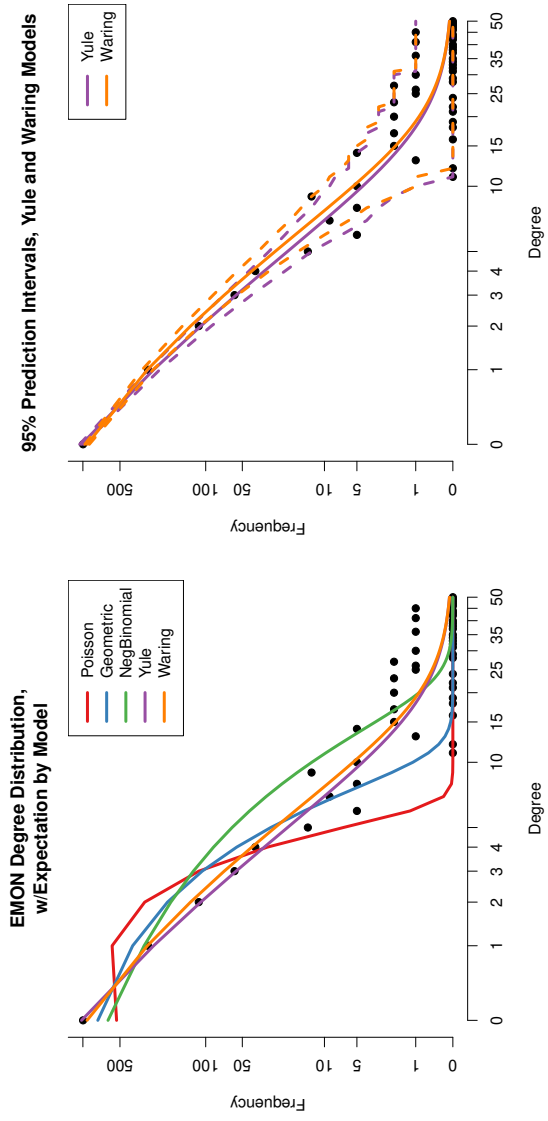 EMON Degree Distribution,
w/Expectation by Model
Poisson
Geometric
NegBinomial
Yule
Waring
Frequency
500
100
50
10
5
1
0
0
1
2
3
4
10
15
25
35
50
Degree
95% Prediction Intervals, Yule and Waring Models
Yule
Waring
Frequency
500
100
50
10
5
1
0
0
1
2
3
4
10
15
25
35
50
Degree